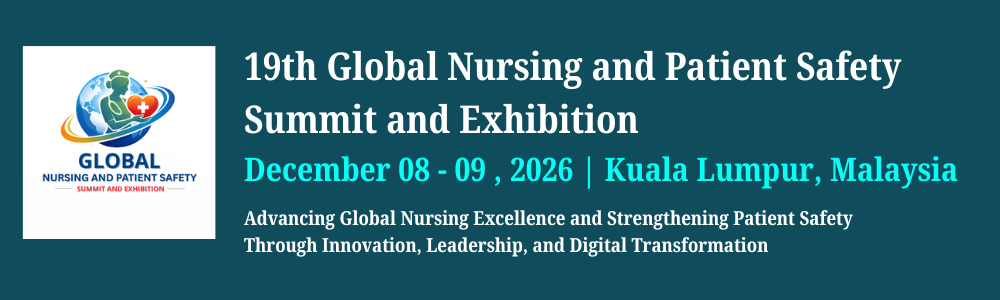 GLOBAL
NURSING AND PATIENT SAFETY
SUMMIT AND EXHIBITION
19th Global Nursing and Patient Safety
Summit and Exhibition
December 08 - 09 , 2026 | Kuala Lumpur, Malaysia
Advancing Global Nursing Excellence and Strengthening Patient Safety
Through Innovation, Leadership, and Digital Transformation